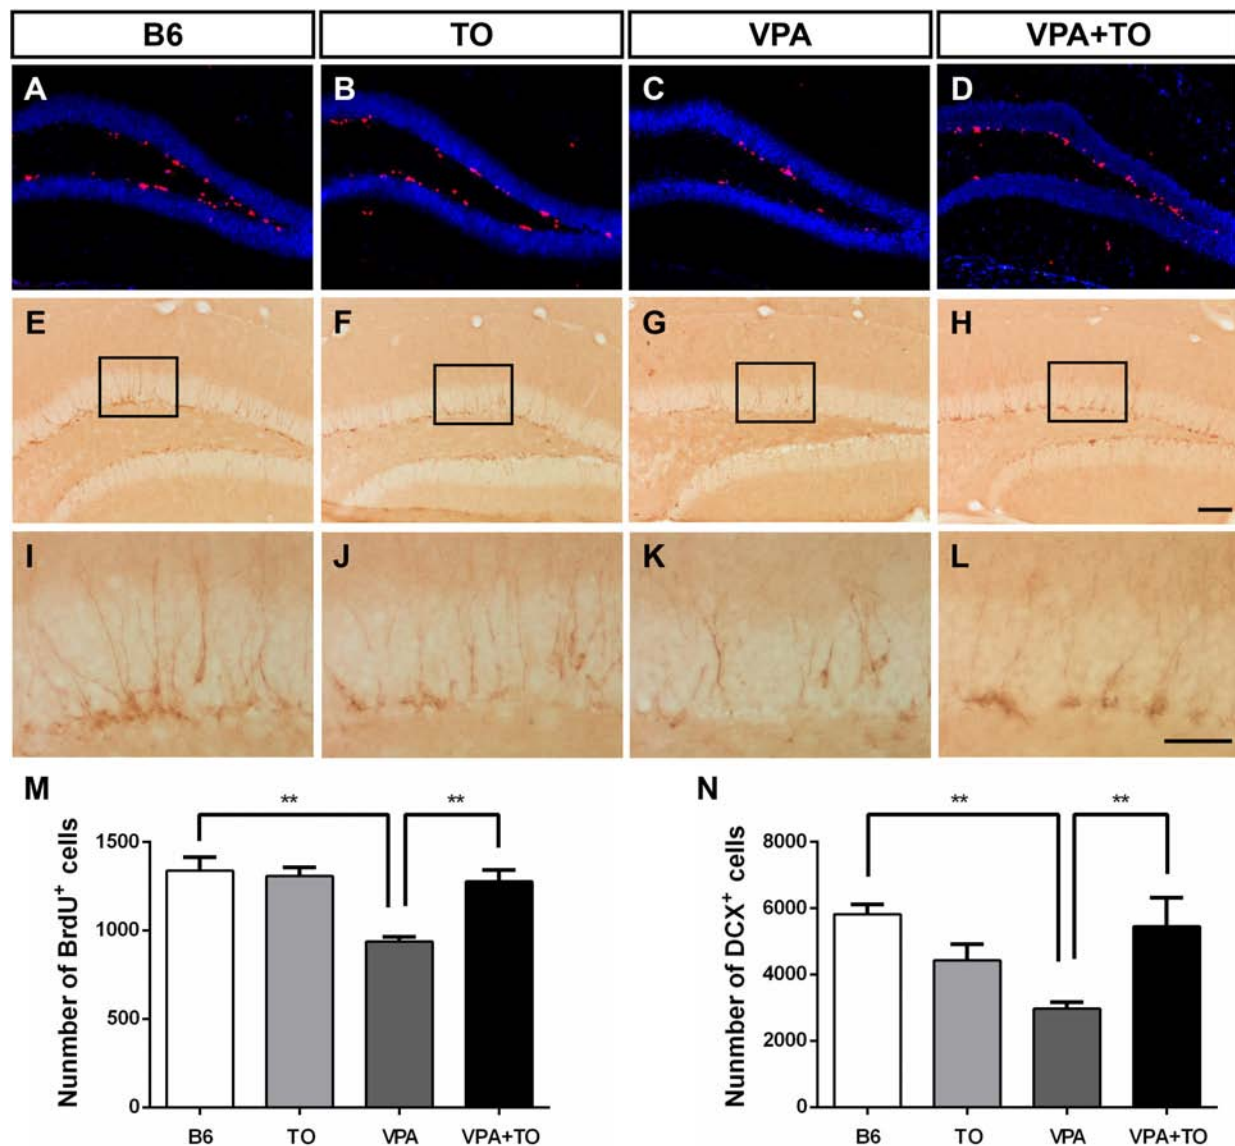 B6 TO VPA VPA+TO
A B C D
E F G H
I J K L
M
** **
Nunmber of BrdU+ cells
1500
1000
500
0
B6 TO VPA VPA+TO
N
** **
Nunmber of DCX+ cells
8000
6000
4000
2000
0
B6 TO VPA VPA+TO